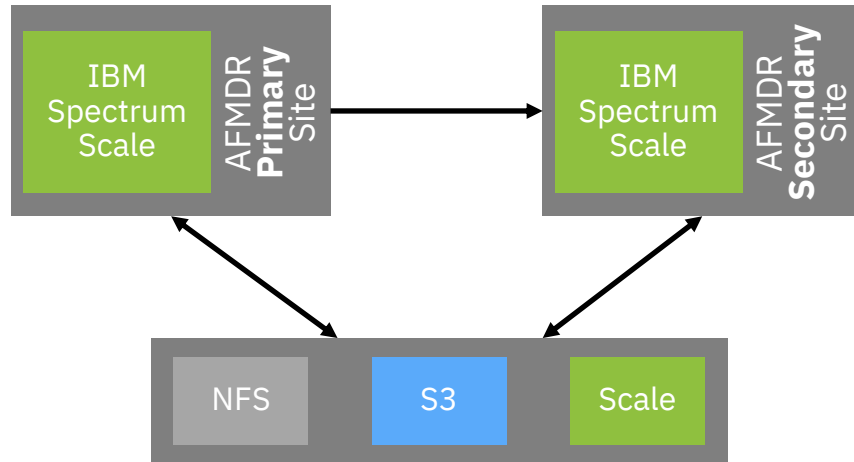 IBM
Spectrum
Scale
AFMDR
Primary
Site
IBM
Spectrum
Scale
AFMDR
Secondary
Site
NFS
S3
Scale